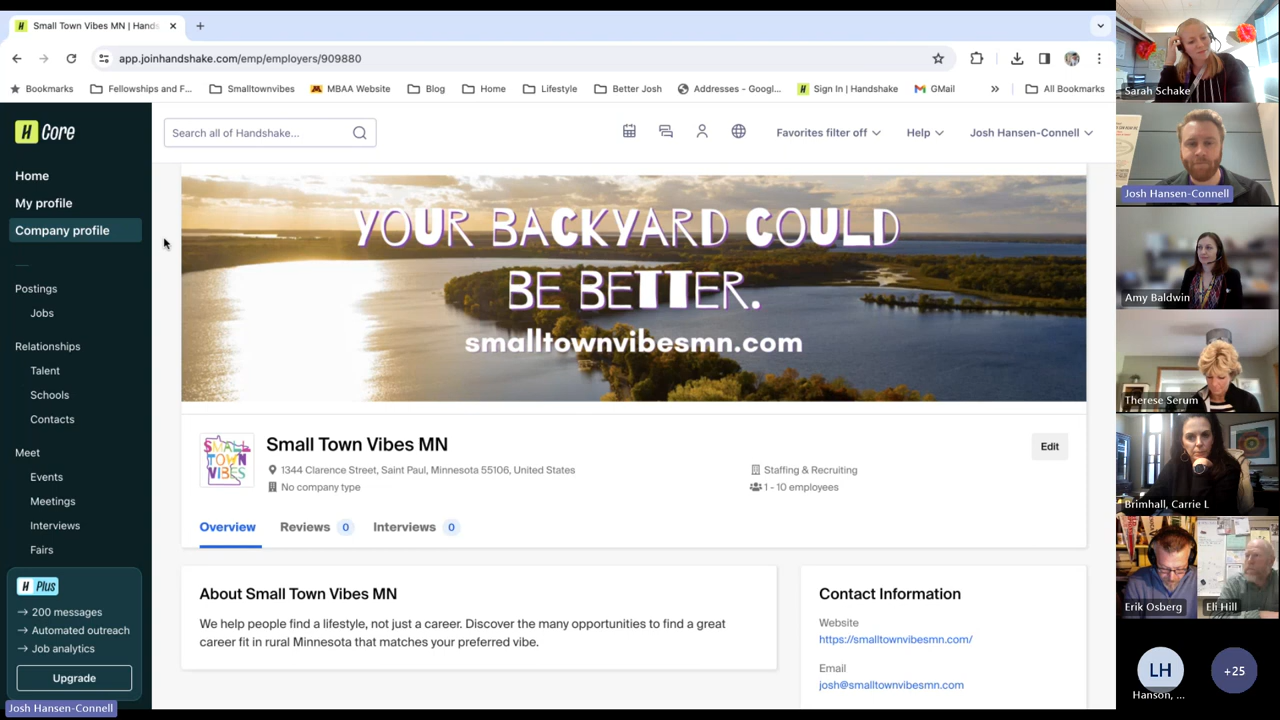 Small Town Vibes MN | Hands
app.joinhandshake.com/emp/employers/909880
Bookmarks
Fellowships and F...
Smalltownvibes
MBAA Website
Blog
Home
Lifestyle
Better Josh
Addresses - Googl...
Sign In | Handshake
GMail
»
All Bookmarks
H Core
Search all of Handshake...
Favorites filter off
Help
Josh Hansen-Connell
Home
My profile
Company profile
Postings
Jobs
Relationships
Talent
Schools
Contacts
Meet
Events
Meetings
Interviews
Fairs
H Plus
→ 200 messages
→ Automated outreach
→ Job analytics
Upgrade
Josh Hansen-Connell
YOUR BACKYARD COULD
BE BETTER.
smalltownvibesmn.com
SMALL
TOWN
VIBES
Small Town Vibes MN
Edit
1344 Clarence Street, Saint Paul, Minnesota 55106, United States
Staffing & Recruiting
No company type
1 - 10 employees
Overview
Reviews 0
Interviews 0
About Small Town Vibes MN
We help people find a lifestyle, not just a career. Discover the many opportunities to find a great
career fit in rural Minnesota that matches your preferred vibe.
Contact Information
Website
https://smalltownvibesmn.com/
Email
josh@smalltownvibesmn.com
Sarah Schake
Josh Hansen-Connell
Amy Baldwin
Therese Serum
Brimhall, Carrie L
Erik Osberg
Eli Hill
LH
Hanson, ...
+25